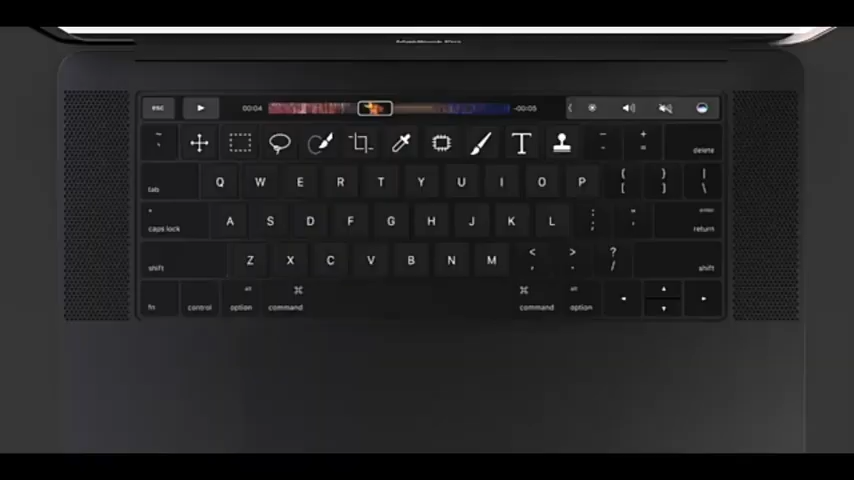 MacBook Pro
esc 00:04 -00:05
~ ` T - + = delete
tab Q W E R T Y U I O P { [ } ] | \
caps lock A S D F G H J K L : ; " ' enter return
shift Z X C V B N M < , > . ? / shift
fn control alt option ⌘ command ⌘ command alt option